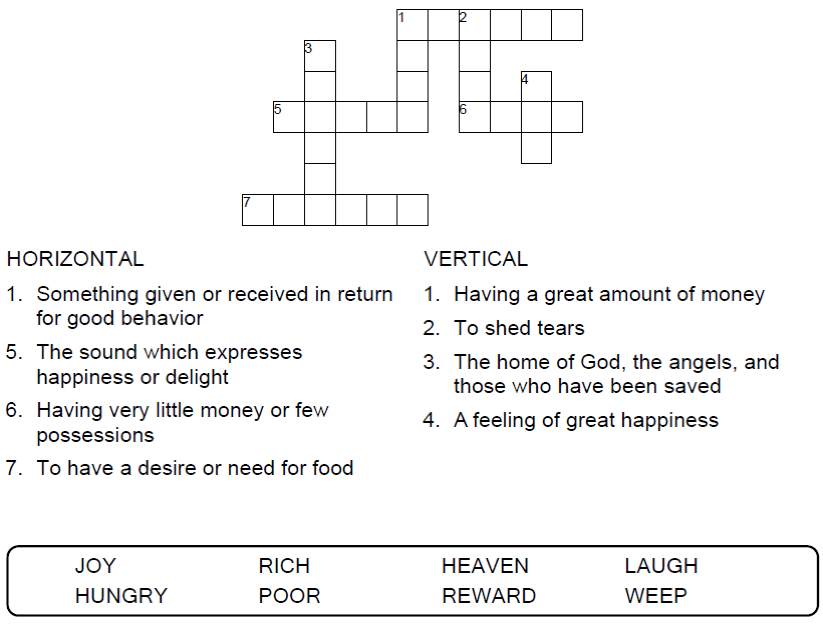 1 2
3
4
5 6
7
HORIZONTAL
1. Something given or received in return
for good behavior
5. The sound which expresses
happiness or delight
6. Having very little money or few
possessions
7. To have a desire or need for food
VERTICAL
1. Having a great amount of money
2. To shed tears
3. The home of God, the angels, and
those who have been saved
4. A feeling of great happiness
JOY RICH HEAVEN LAUGH
HUNGRY POOR REWARD WEEP